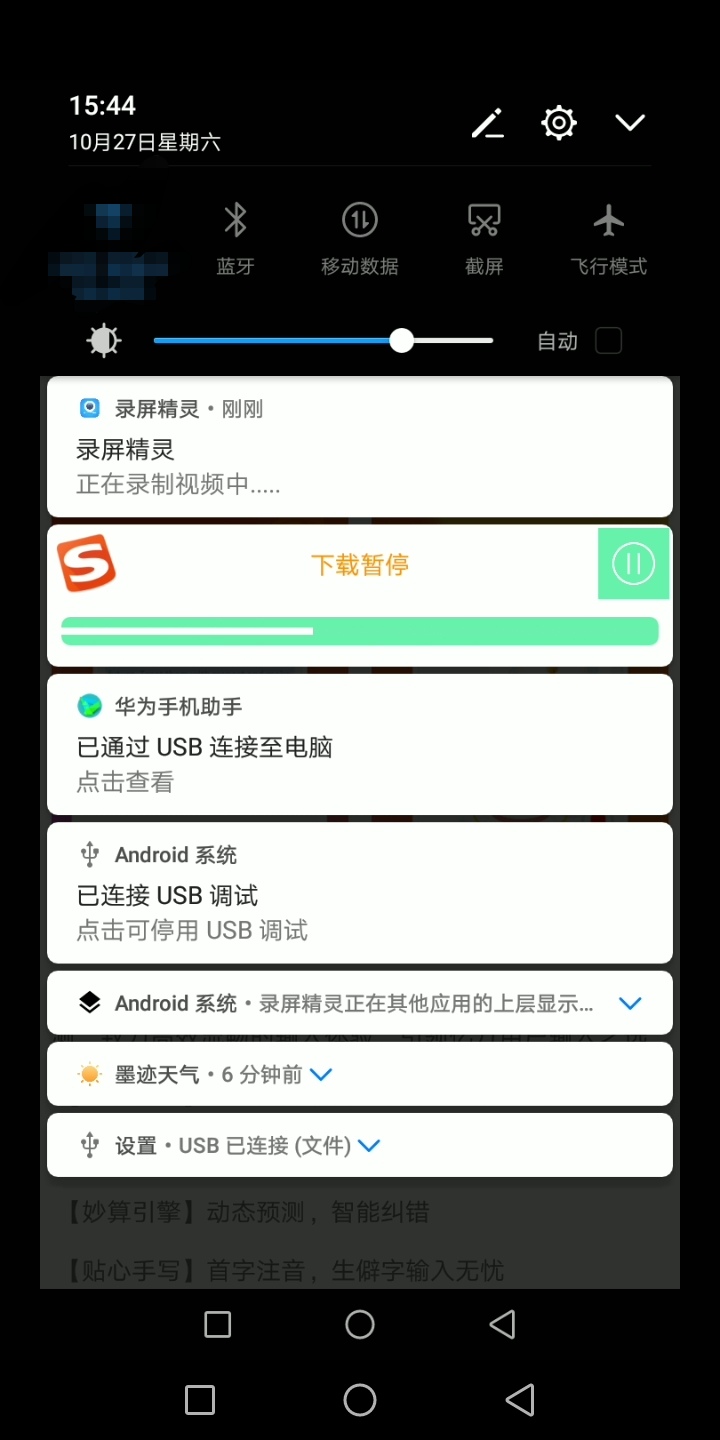 15:44
10月27日星期六
蓝牙
移动数据
截屏
飞行模式
自动
录屏精灵 • 刚刚
录屏精灵
正在录制视频中.....
下载暂停
华为手机助手
已通过 USB 连接至电脑
点击查看
Android 系统
已连接 USB 调试
点击可停用 USB 调试
Android 系统 • 录屏精灵正在其他应用的上层显示...
墨迹天气 • 6 分钟前
设置 • USB 已连接 (文件)
【妙算引擎】动态预测，智能纠错
【贴心手写】首字注音，生僻字输入无忧